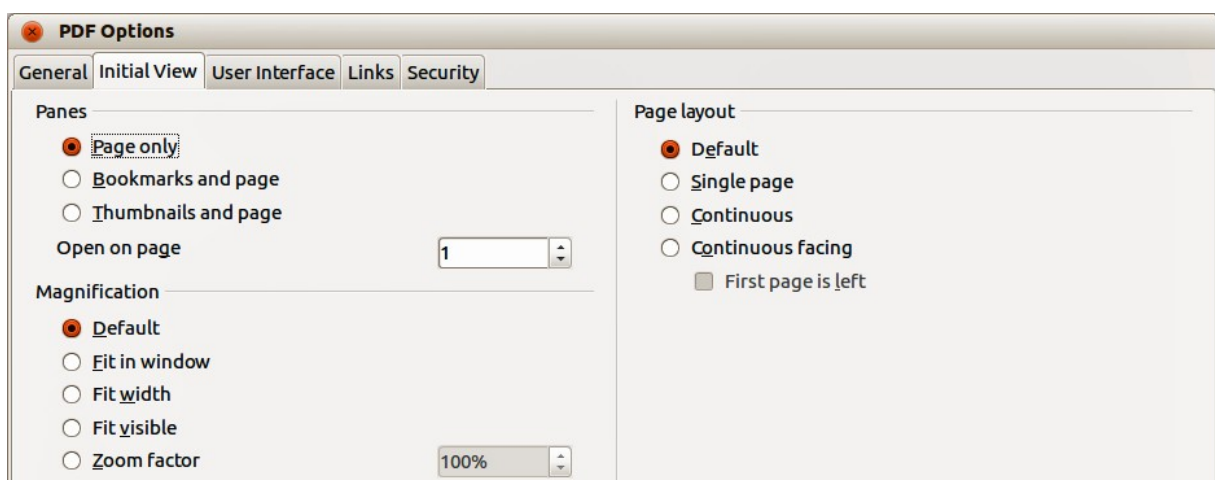 PDF Options
General Initial View User Interface Links Security
Panes
Page only
Bookmarks and page
Thumbnails and page
Open on page 1
Magnification
Default
Fit in window
Fit width
Fit visible
Zoom factor 100%
Page layout
Default
Single page
Continuous
Continuous facing
First page is left